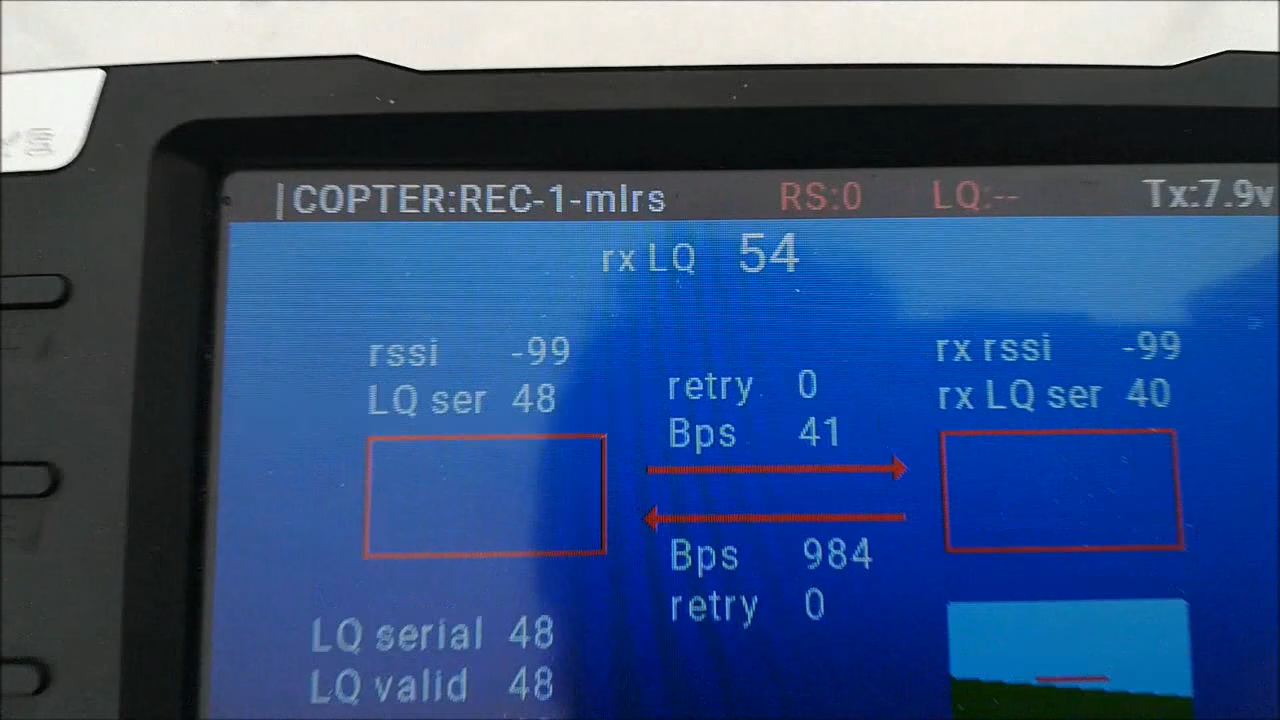 |COPTER:REC-1-mlrs RS:0 LQ:-- Tx:7.9v
rx LQ 54
rssi -99
LQ ser 48
retry 0
Bps 41
rx rssi -99
rx LQ ser 40
Bps 984
retry 0
LQ serial 48
LQ valid 48